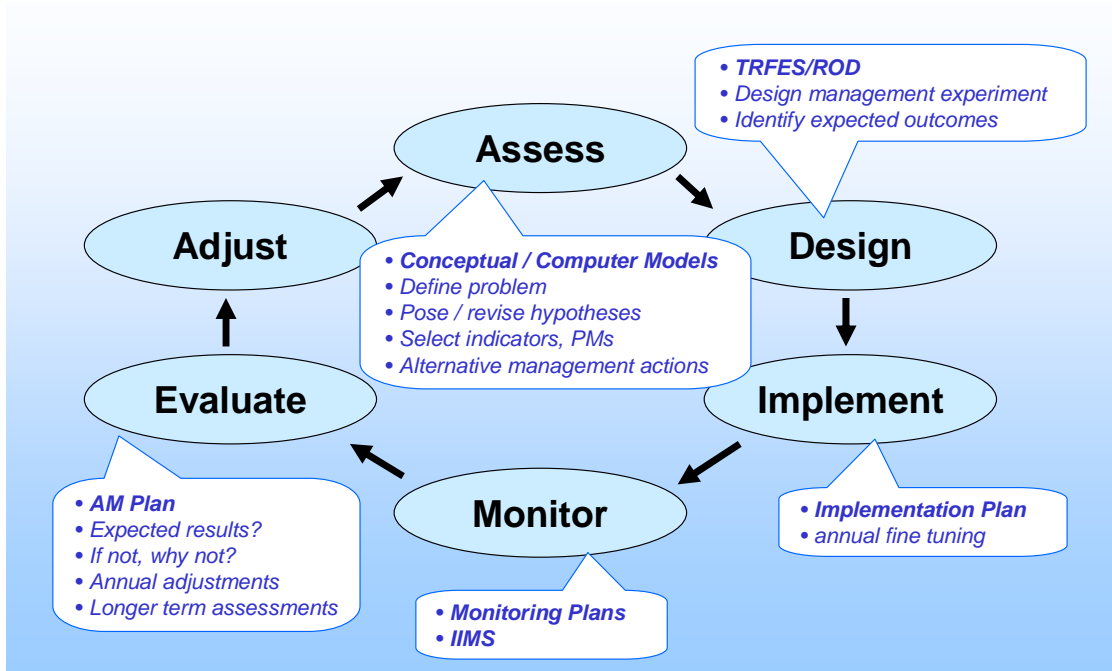 Assess
• Conceptual / Computer Models
• Define problem
• Pose / revise hypotheses
• Select indicators, PMs
• Alternative management actions
• TRFES/ROD
• Design management experiment
• Identify expected outcomes
Design
Implement
• Implementation Plan
• annual fine tuning
Monitor
• Monitoring Plans
• IIMS
Evaluate
• AM Plan
• Expected results?
• If not, why not?
• Annual adjustments
• Longer term assessments
Adjust